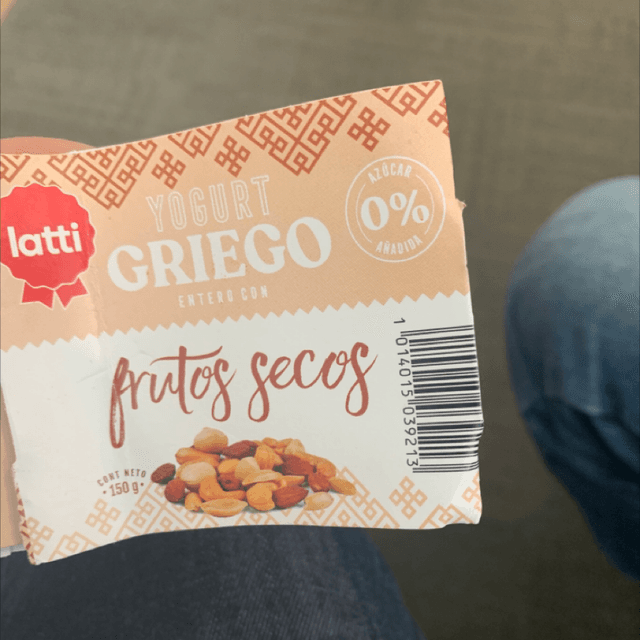 latti
YOGURT
GRIEGO
ENTERO CON
AZÚCAR
0%
AÑADIDA
frutos secos
CONT NETO
• 150 g •
1 014015 039213